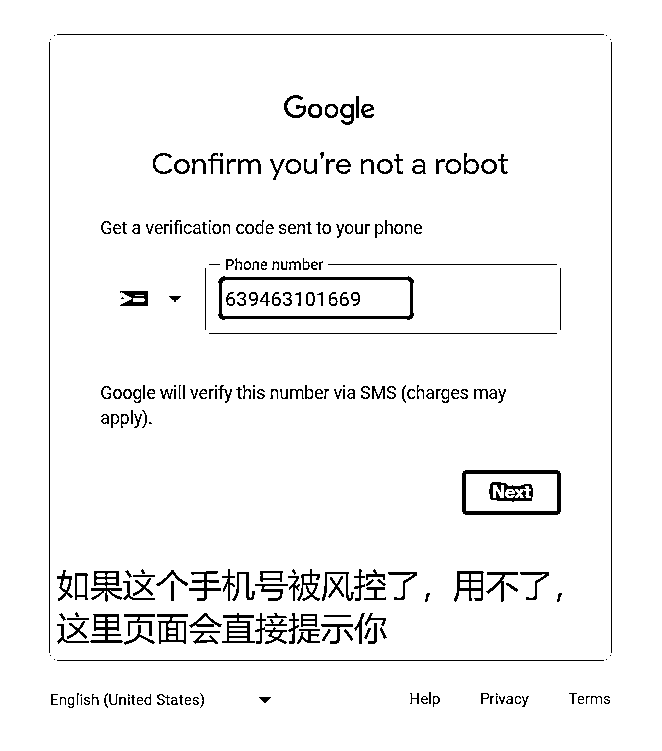 Google
Confirm you're not a robot
Get a verification code sent to your phone
Phone number
639463101669
Google will verify this number via SMS (charges may
apply).
Next
如果这个手机号被风控了，用不了，
这里页面会直接提示你
English (United States)
Help Privacy Terms